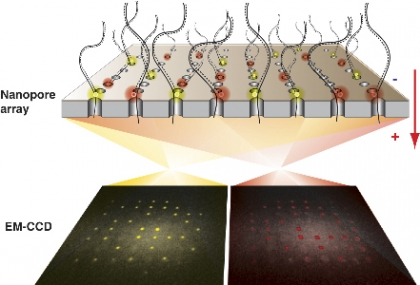 -
Nanopore
array
+
EM-CCD